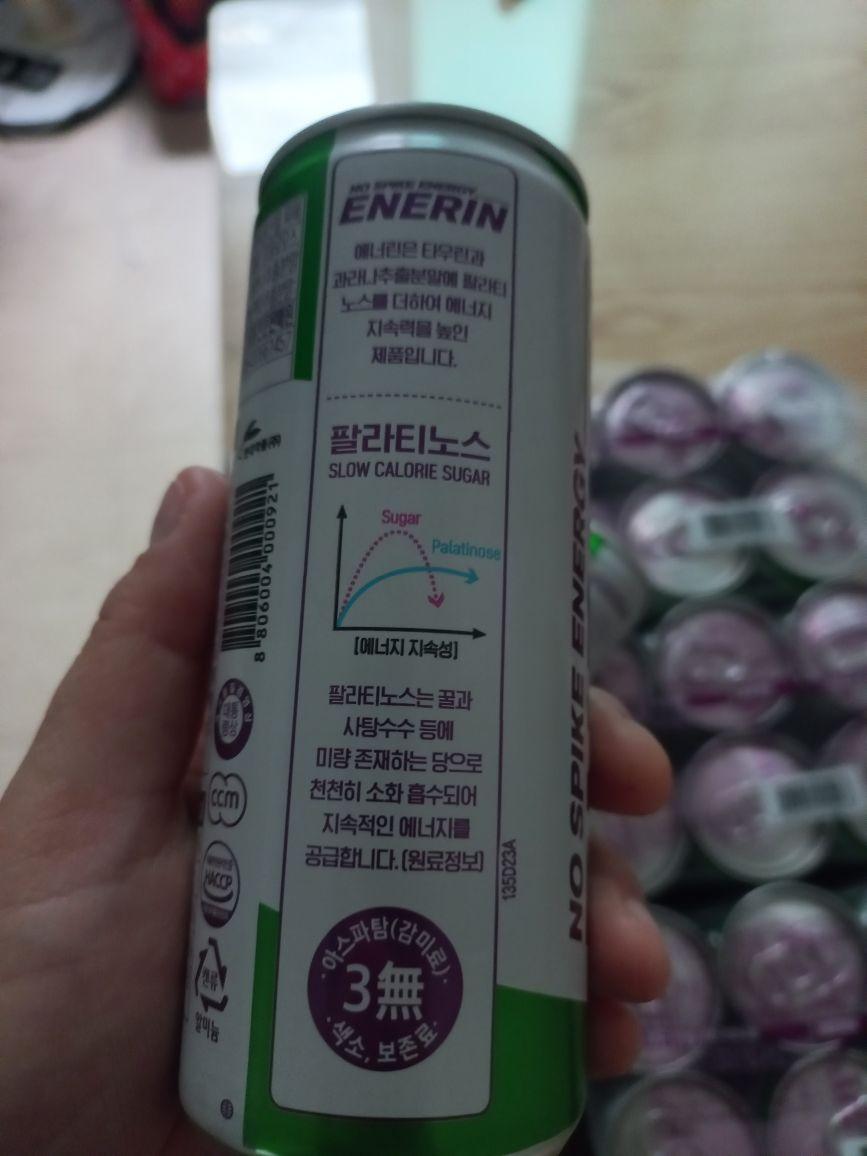 NO SPIKE ENERGY
ENERIN
에너린은 타우린과
과라나추출분말에 팔라티
노스를 더하여 에너지
지속력을 높인
제품입니다.
팔라티노스
SLOW CALORIE SUGAR
Sugar
Palatinose
[에너지 지속성]
팔라티노스는 꿀과
사탕수수 등에
미량 존재하는 당으로
천천히 소화 흡수되어
지속적인 에너지를
공급합니다. [원료정보]
아스파탐(감미료)
3無
색소, 보존료
135D23A
NO SPIKE ENERGY
8 806004 000921
ccm
HACCP
캔류
알미늄